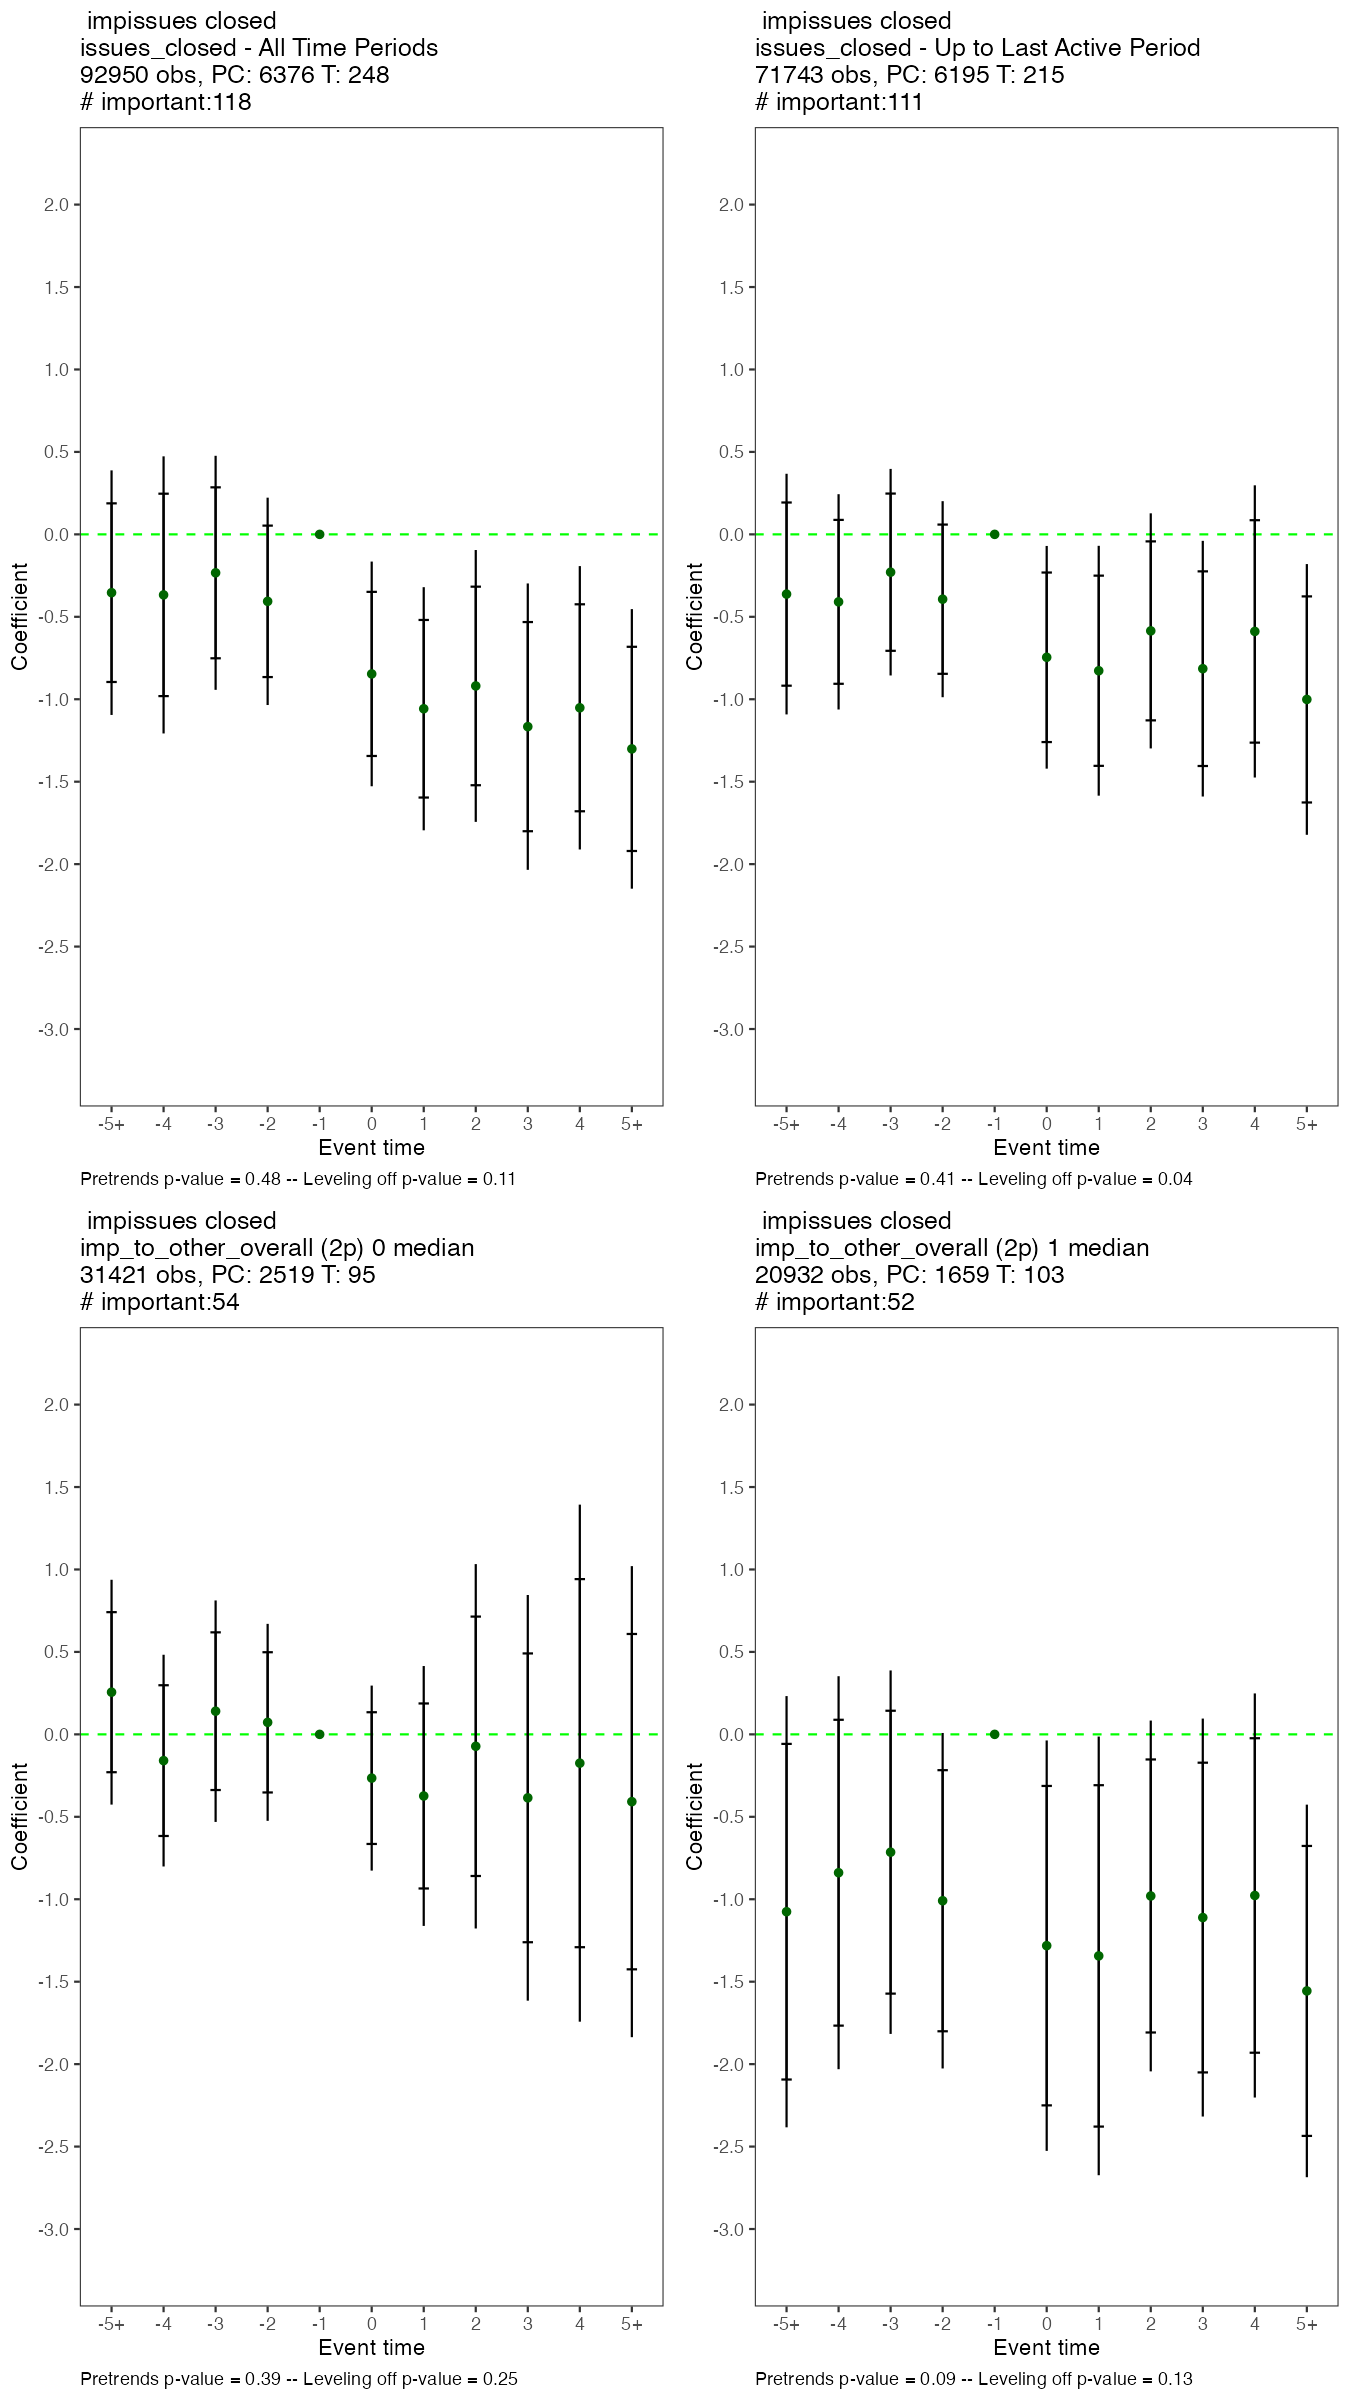 impissues closed
issues_closed - All Time Periods
92950 obs, PC: 6376 T: 248
# important:118
2.0
1.5
1.0
0.5
0.0
-0.5
-1.0
-1.5
-2.0
-2.5
-3.0
Coefficient
-5+ -4 -3 -2 -1 0 1 2 3 4 5+
Event time
Pretrends p-value = 0.48 -- Leveling off p-value = 0.11
impissues closed
issues_closed - Up to Last Active Period
71743 obs, PC: 6195 T: 215
# important:111
2.0
1.5
1.0
0.5
0.0
-0.5
-1.0
-1.5
-2.0
-2.5
-3.0
Coefficient
-5+ -4 -3 -2 -1 0 1 2 3 4 5+
Event time
Pretrends p-value = 0.41 -- Leveling off p-value = 0.04
impissues closed
imp_to_other_overall (2p) 0 median
31421 obs, PC: 2519 T: 95
# important:54
2.0
1.5
1.0
0.5
0.0
-0.5
-1.0
-1.5
-2.0
-2.5
-3.0
Coefficient
-5+ -4 -3 -2 -1 0 1 2 3 4 5+
Event time
Pretrends p-value = 0.39 -- Leveling off p-value = 0.25
impissues closed
imp_to_other_overall (2p) 1 median
20932 obs, PC: 1659 T: 103
# important:52
2.0
1.5
1.0
0.5
0.0
-0.5
-1.0
-1.5
-2.0
-2.5
-3.0
Coefficient
-5+ -4 -3 -2 -1 0 1 2 3 4 5+
Event time
Pretrends p-value = 0.09 -- Leveling off p-value = 0.13